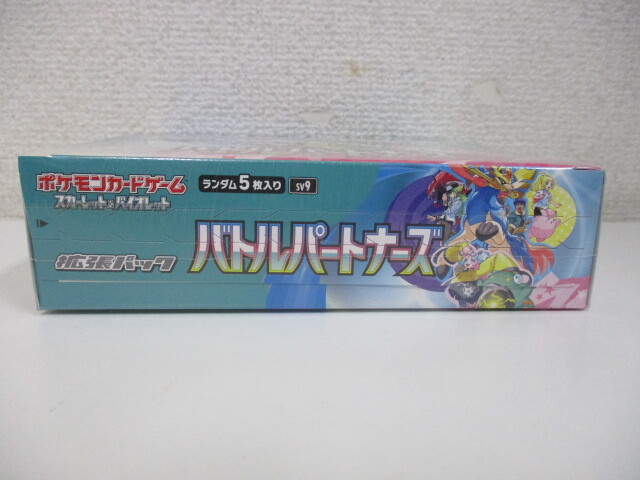 ポケモンカードゲーム
スカーレット&バイオレット
ランダム5枚入り sv9
拡張パック
バトルパートナーズ